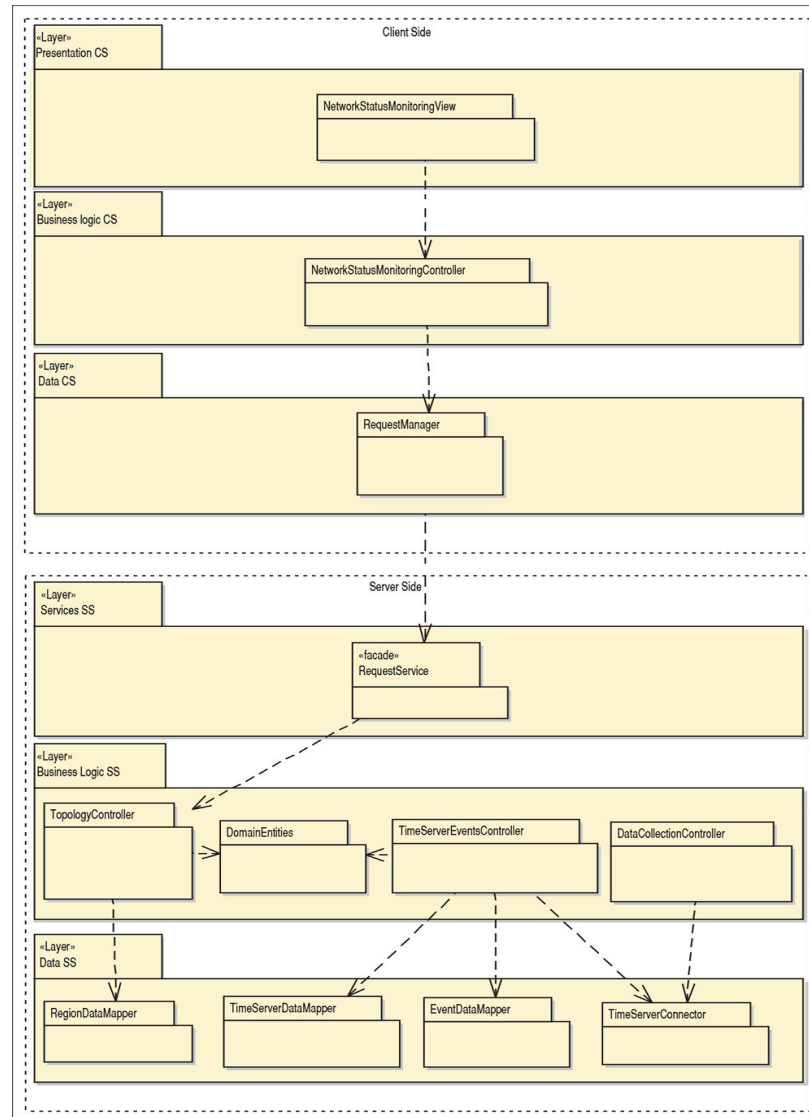 Client Side
«Layer»
Presentation CS
NetworkStatusMonitoringView
«Layer»
Business logic CS
NetworkStatusMonitoringController
«Layer»
Data CS
RequestManager
Server Side
«Layer»
Services SS
«facade»
RequestService
«Layer»
Business Logic SS
TopologyController
DomainEntities
TimeServerEventsController
DataCollectionController
«Layer»
Data SS
RegionDataMapper
TimeServerDataMapper
EventDataMapper
TimeServerConnector